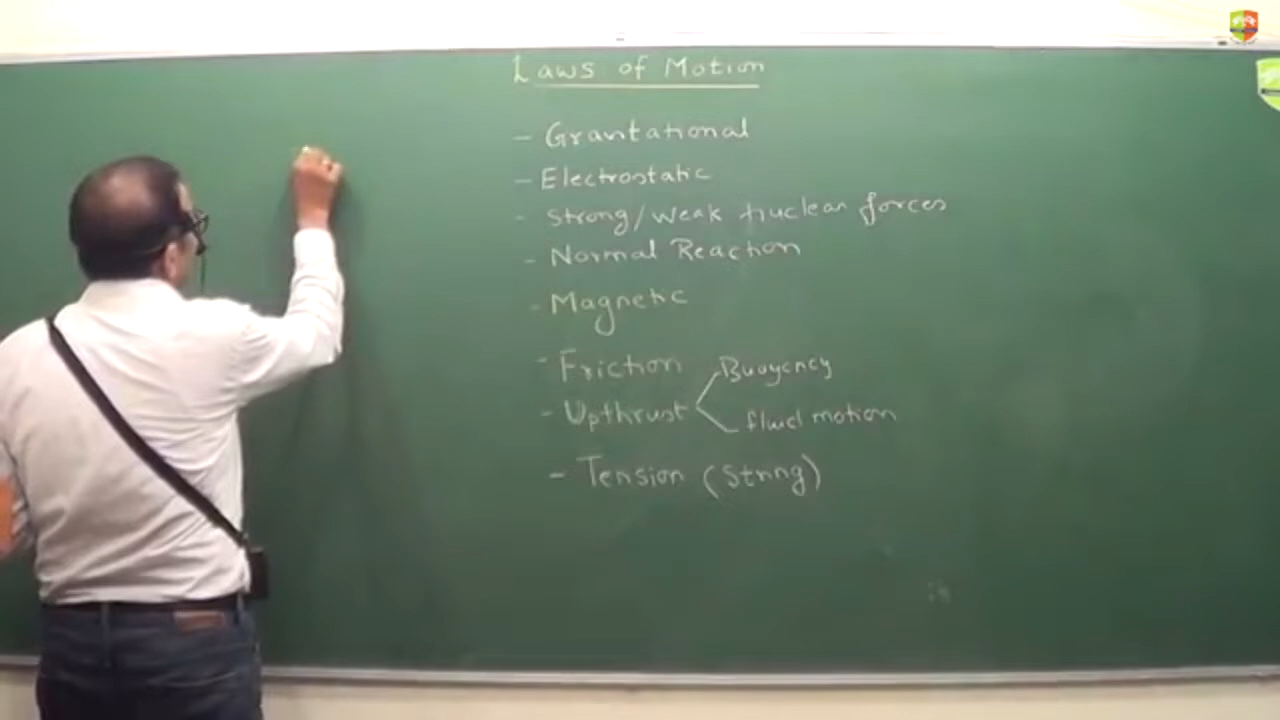 Laws of Motion
- Gravitational
- Electrostatic
- Strong/weak nuclear forces
- Normal Reaction
- Magnetic
- Friction
- Upthrust
Buoyency
fluid motion
- Tension (String)